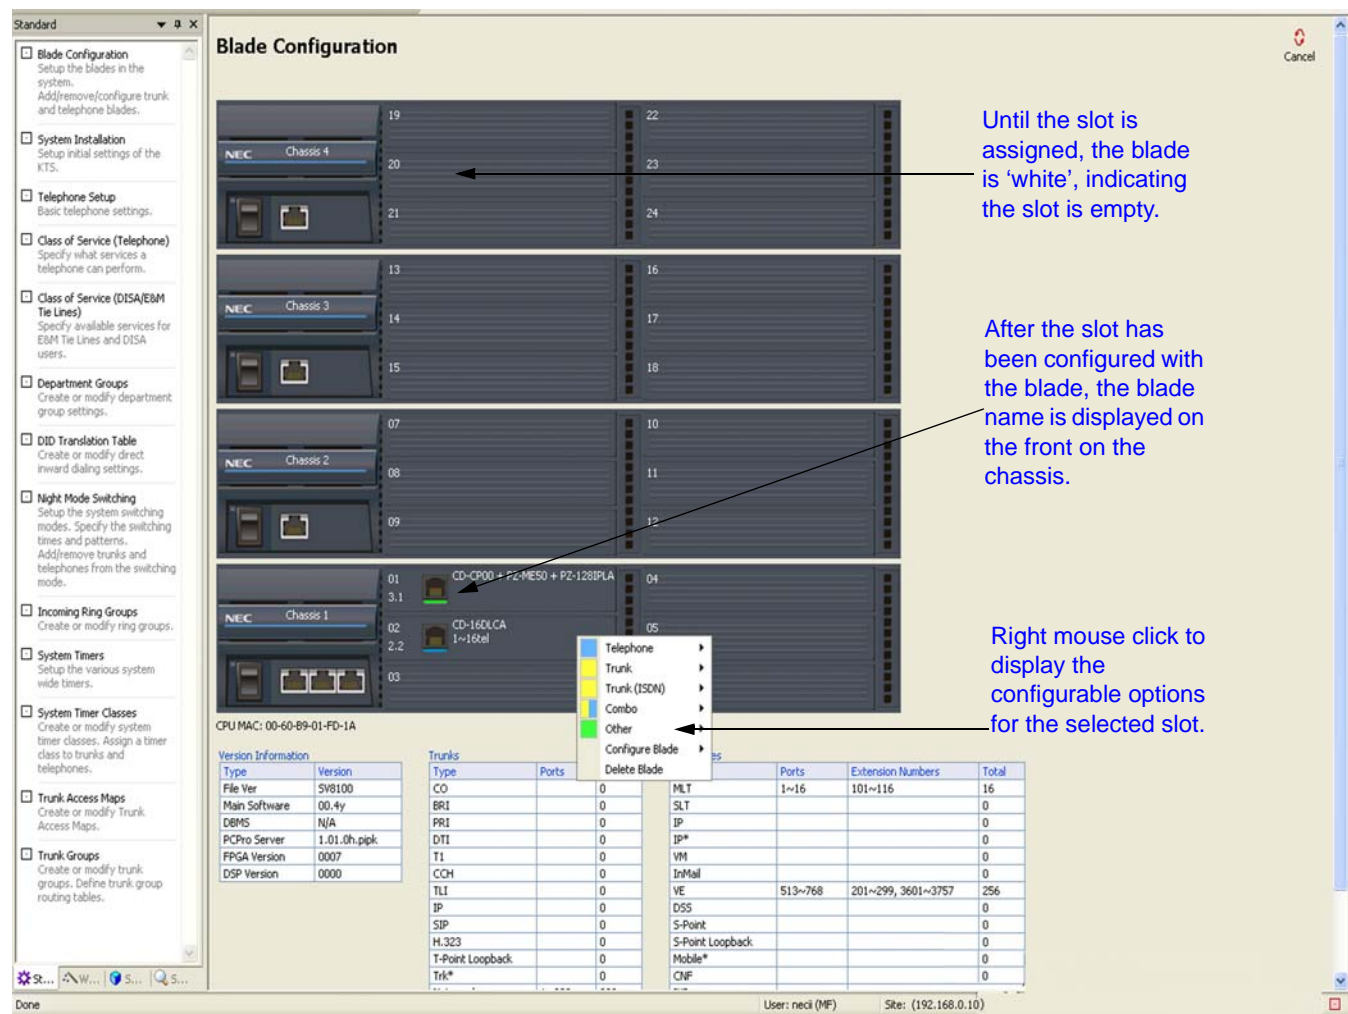 Standard
Blade Configuration
Setup the blades in the
system.
Add/remove/configure trunk
and telephone blades.
System Installation
Setup initial settings of the
KTS.
Telephone Setup
Basic telephone settings.
Class of Service (Telephone)
Specify what services a
telephone can perform.
Class of Service (DISA/E&M
Tie Lines)
Specify available services for
E&M Tie Lines and DISA
users.
Department Groups
Create or modify department
group settings.
DID Translation Table
Create or modify direct
inward dialing settings.
Night Mode Switching
Setup the system switching
modes. Specify the switching
times and patterns.
Add/remove trunks and
telephones from the switching
mode.
Incoming Ring Groups
Create or modify ring groups.
System Timers
Setup the various system
wide timers.
System Timer Classes
Create or modify system
timer classes. Assign a timer
class to trunks and
telephones.
Trunk Access Maps
Create or modify Trunk
Access Maps.
Trunk Groups
Create or modify trunk
groups. Define trunk group
routing tables.
St... W... S... S...
Blade Configuration
Cancel
NEC Chassis 4
19 22
20 23
21 24
NEC Chassis 3
13 16
14 17
15 18
NEC Chassis 2
07 10
08 11
09 12
NEC Chassis 1
01 CD-CP00 + PZ-ME50 + PZ-128IPLA 04
3.1
02 CD-16DLCA 05
2.2 1~16tel
03
Telephone
Trunk
Trunk (ISDN)
Combo
Other
Configure Blade
Delete Blade
Until the slot is
assigned, the blade
is ‘white’, indicating
the slot is empty.
After the slot has
been configured with
the blade, the blade
name is displayed on
the front on the
chassis.
Right mouse click to
display the
configurable options
for the selected slot.
CPU MAC: 00-60-B9-01-FD-1A
Version Information
Type Version
File Ver SV8100
Main Software 00.4y
DBMS N/A
PCPro Server 1.01.0h.pipk
FPGA Version 0007
DSP Version 0000
Trunks
Type Ports
CO 0
BRI 0
PRI 0
DTI 0
T1 0
CCH 0
TLI 0
IP 0
SIP 0
H.323 0
T-Point Loopback 0
Trk* 0
Ports Extension Numbers Total
MLT 1~16 101~116 16
SLT 0
IP 0
IP* 0
VM 0
InMail 0
VE 513~768 201~299, 3601~3757 256
DSS 0
S-Point 0
S-Point Loopback 0
Mobile* 0
CNF 0
Done
User: necii (MF)
Site: (192.168.0.10)